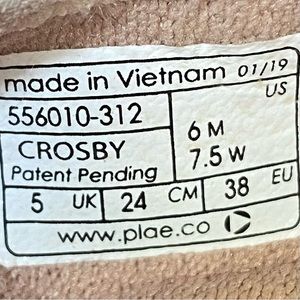 made in Vietnam 01/19
556010-312 US
CROSBY 6 M
Patent Pending 7.5 W
5 UK 24 CM 38 EU
www.plae.co